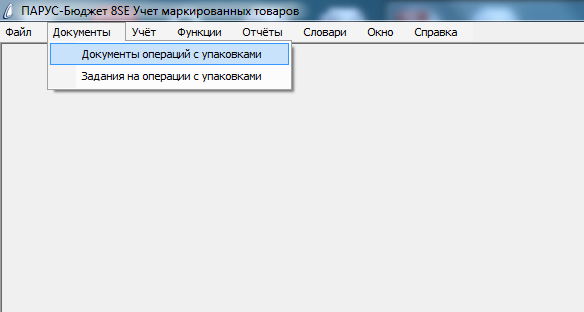 ПАРУС-Бюджет 8SE Учет маркированных товаров
Файл Документы Учёт Функции Отчёты Словари Окно Справка
Документы операций с упаковками
Задания на операции с упаковками